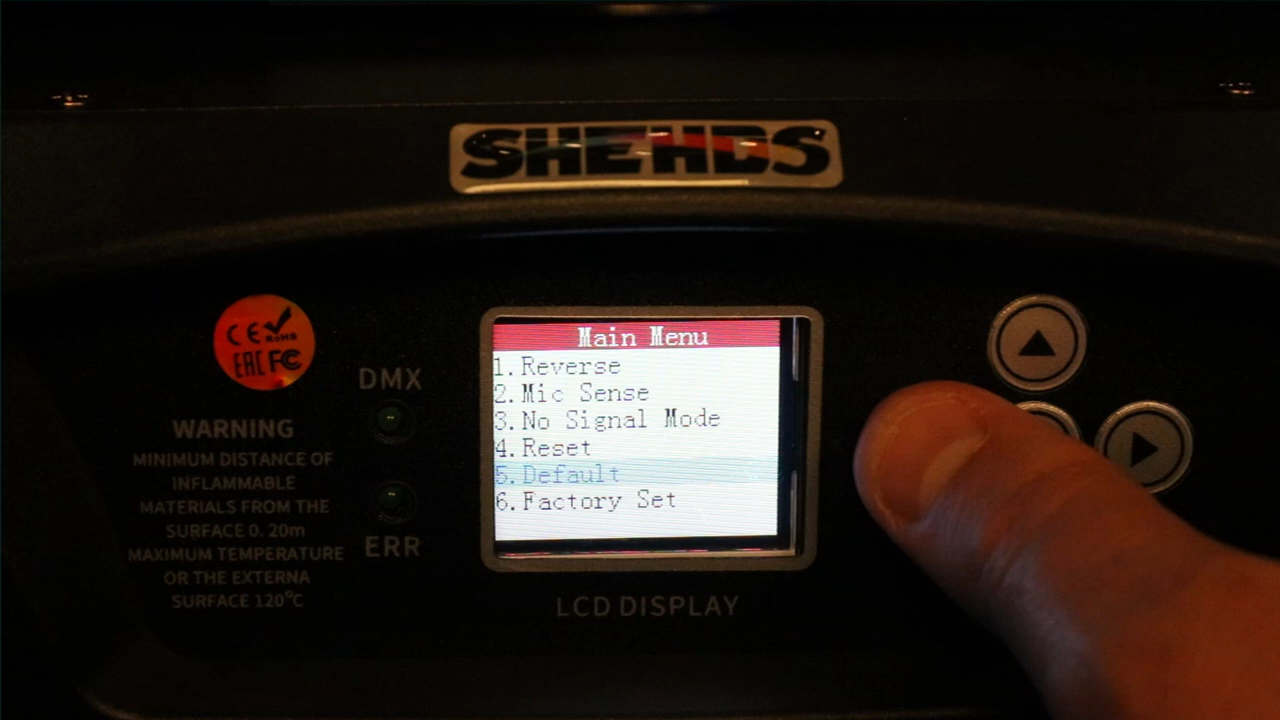 SHEHDS
CE RoHS
EAC FC
DMX
ERR
WARNING
MINIMUM DISTANCE OF
INFLAMMABLE
MATERIALS FROM THE
SURFACE 0. 20m
MAXIMUM TEMPERATURE
OR THE EXTERNA
SURFACE 120°C
Main Menu
1.Reverse
2.Mic Sense
3.No Signal Mode
4.Reset
5.Default
6.Factory Set
LCD DISPLAY